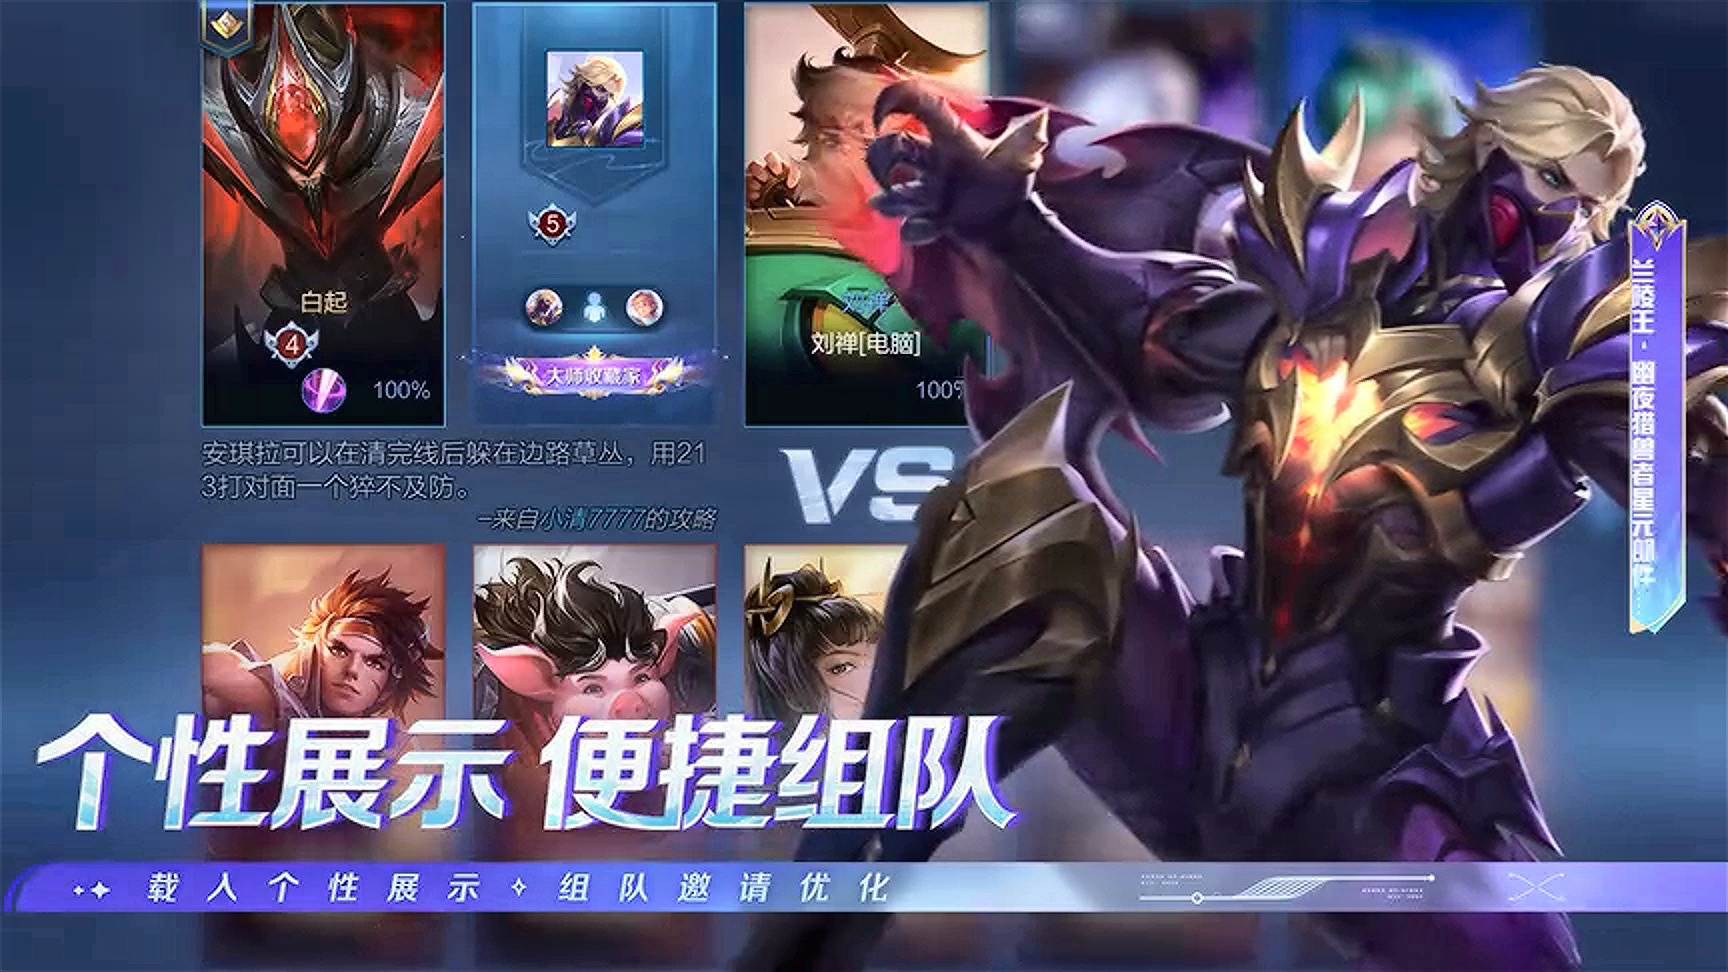 白起
4
100%
5
大师收藏家
刘禅
刘禅[电脑]
100%
安琪拉可以在清完线后躲在边路草丛，用21
3打对面一个猝不及防。
—来自小清7777的攻略
VS
兰陵王·幽夜猎兽者星元部件
个性展示 便捷组队
载入个性展示 组队邀请优化